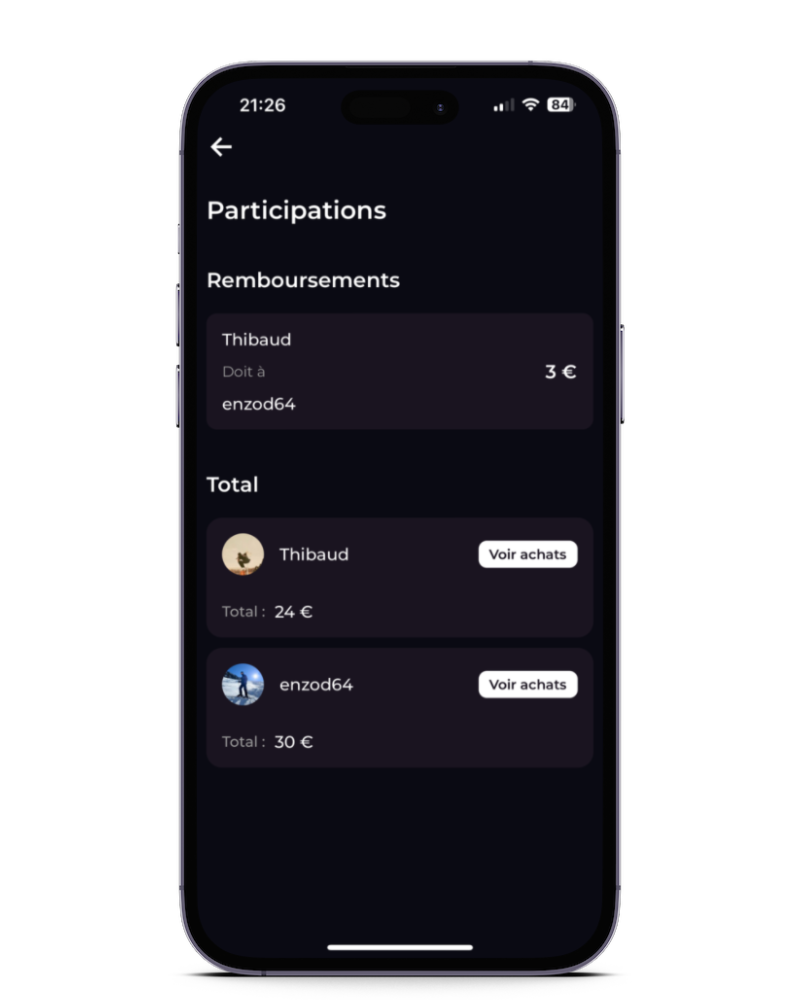 21:26
84
Participations
Remboursements
Thibaud
Doit à
3 €
enzod64
Total
Thibaud
Voir achats
Total : 24 €
enzod64
Voir achats
Total : 30 €